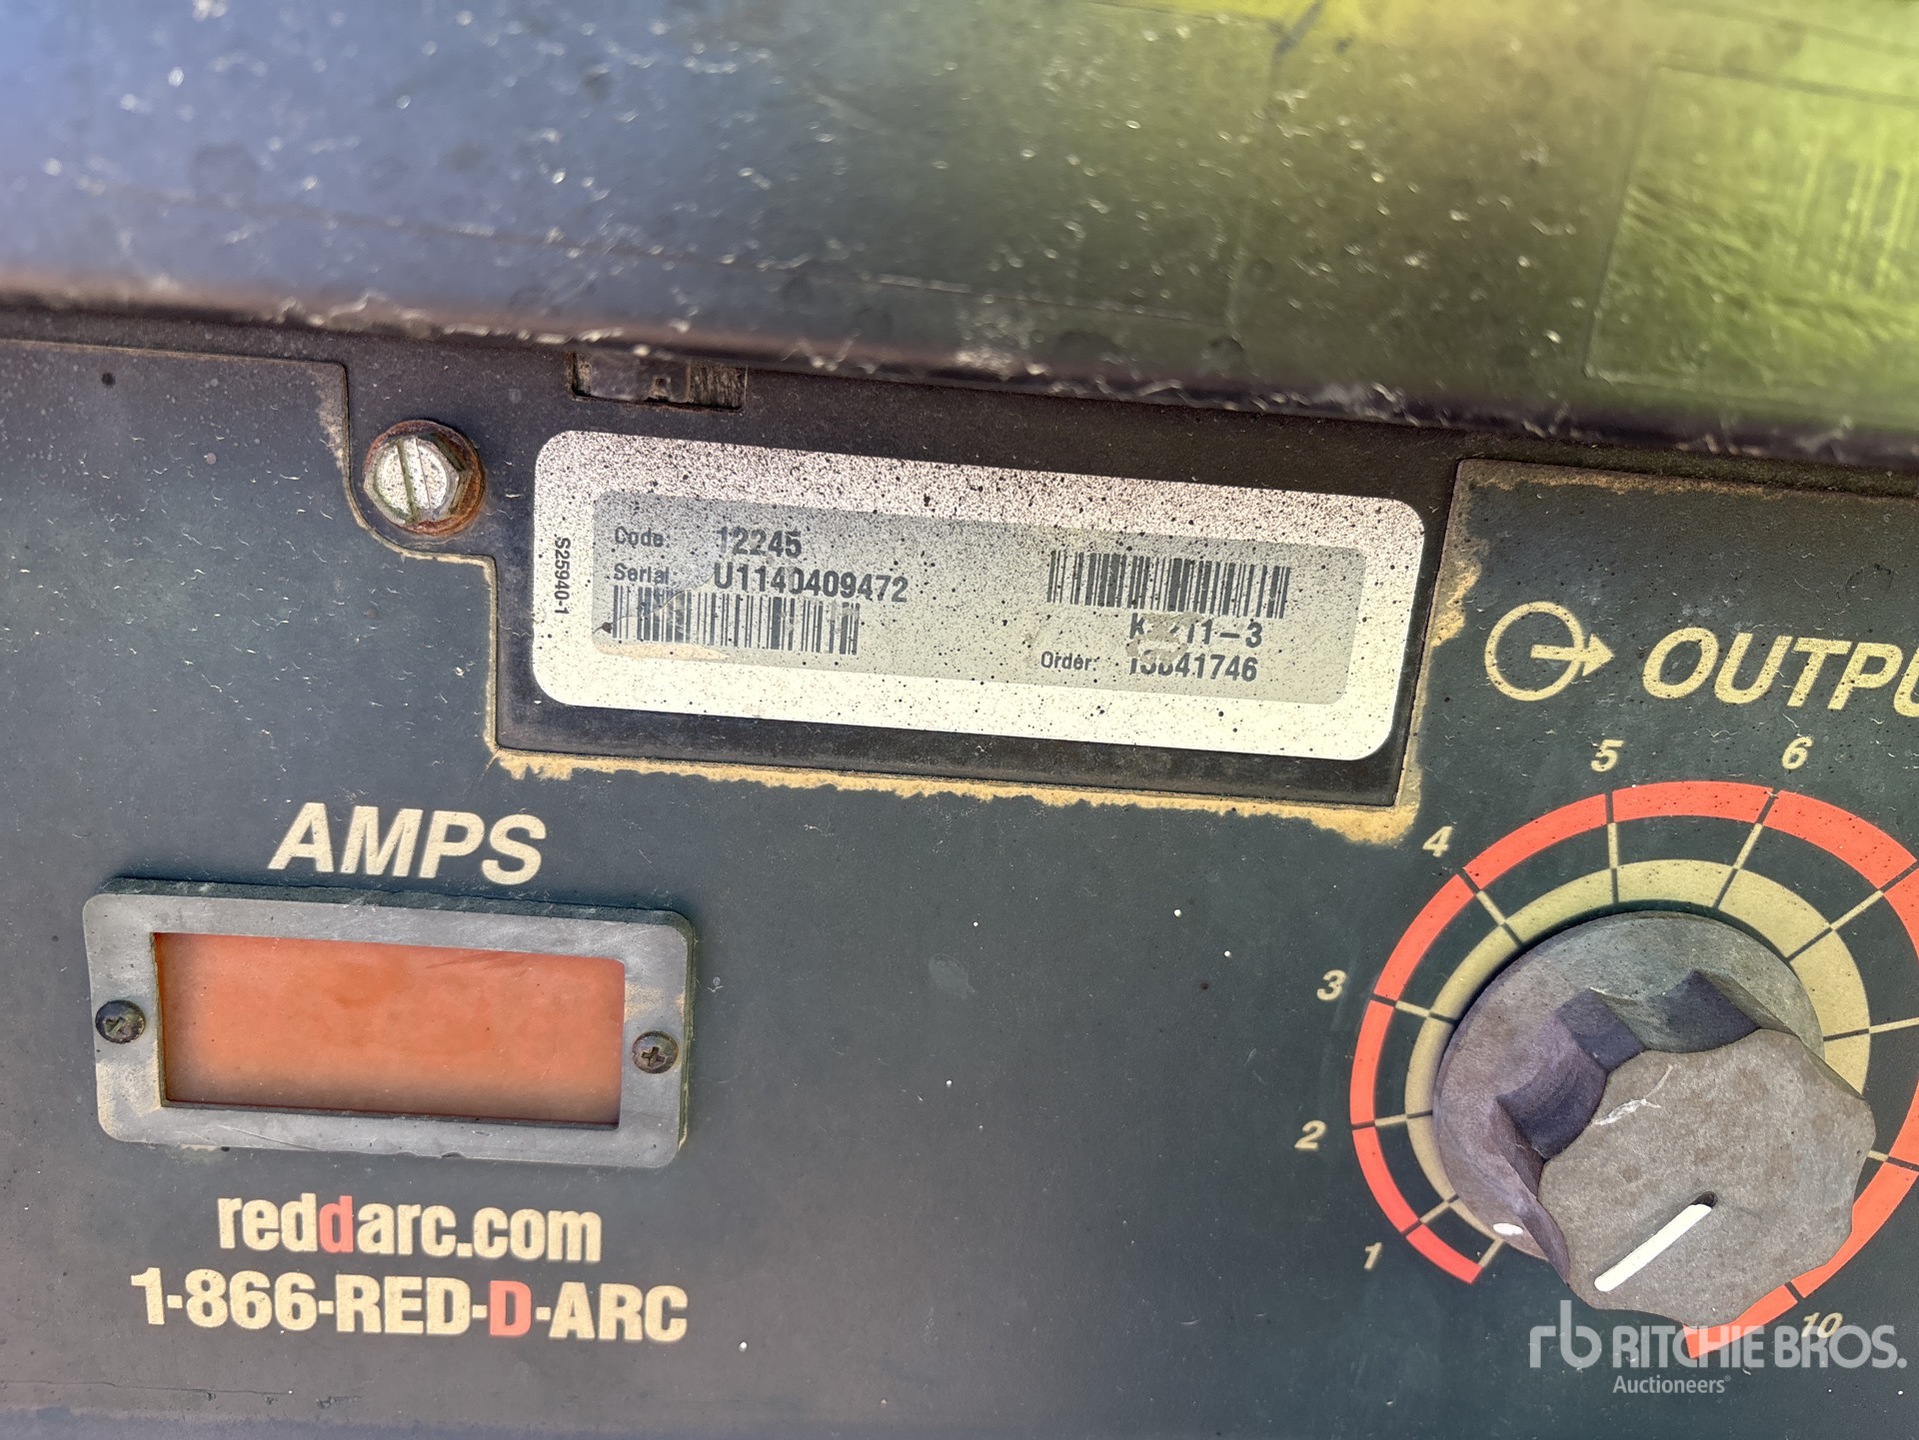 Code: 12245
Serial: U1140409472
S25940-1
Order:
OUTPU
AMPS
1
2
3
4
5
6
10
reddarc.com
1-866-RED-D-ARC
rb RITCHIE BROS.
Auctioneers